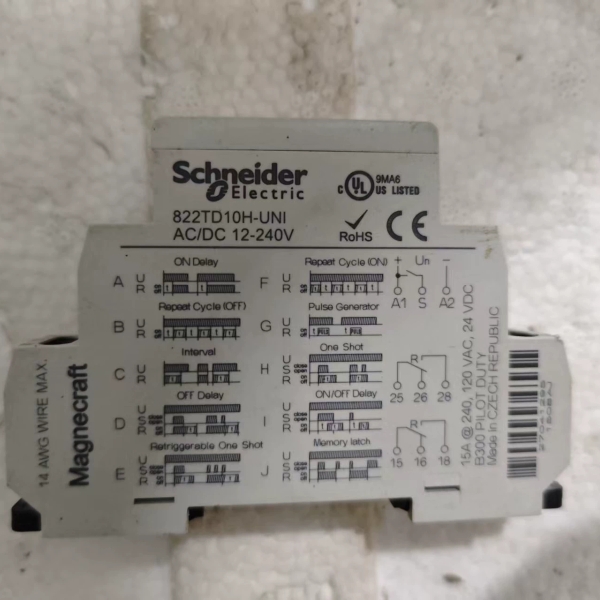 Schneider
Electric
822TD10H-UNI
AC/DC 12-240V
c UL us LISTED
9MA6
RoHS
CE
ON Delay
A U R
Repeat Cycle (OFF)
B U R
Interval
C U R
OFF Delay
D U S R
Retriggerable One Shot
E U S R
Repeat Cycle (ON)
F U R
Pulse Generator
G U R
One Shot
H U S R
ON/OFF Delay
I U S R
Memory latch
J U S R
+ Un -
A1 S A2
R
25 26 28
R
15 16 18
15A @ 240, 120 VAC, 24 VDC
B300 PILOT DUTY
Made in CZECH REPUBLIC
14 AWG WIRE MAX.
Magnecraft